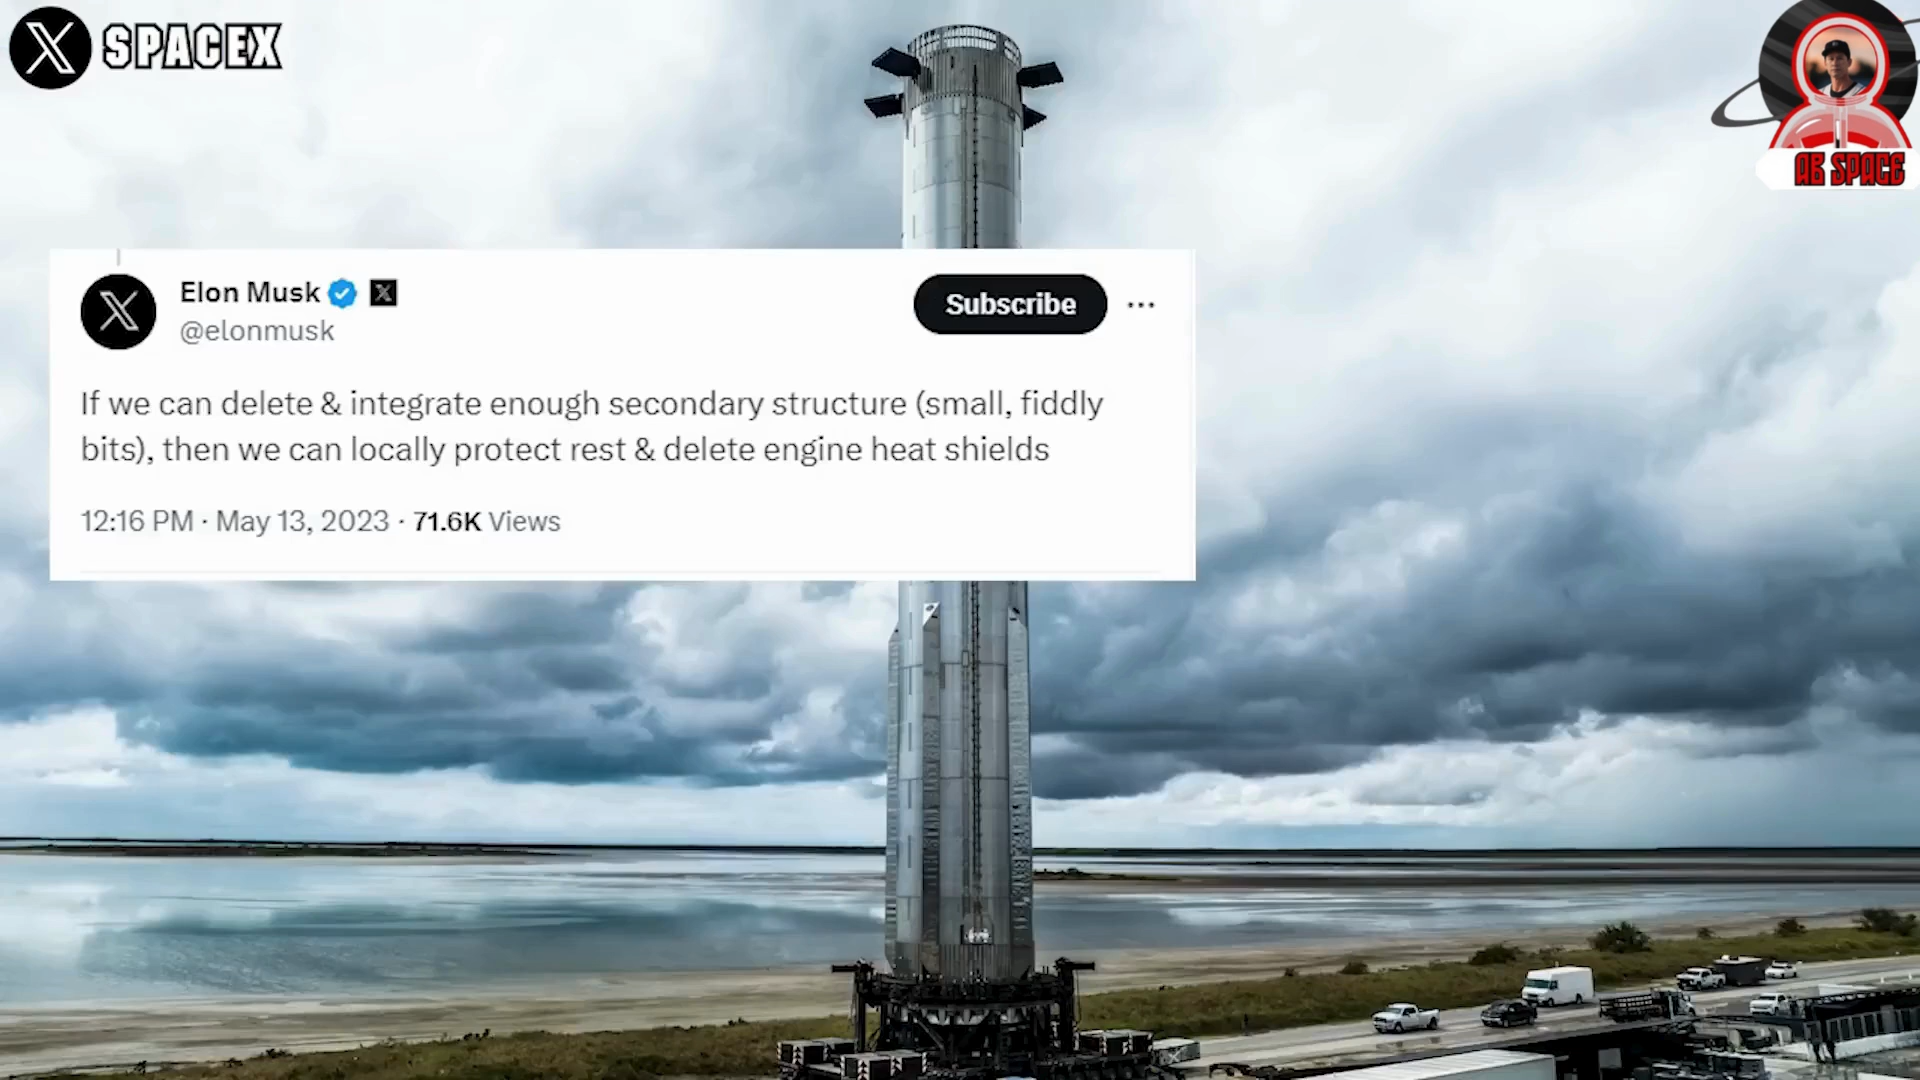 SPACEX
AB SPACE
Elon Musk
@elonmusk
Subscribe
If we can delete & integrate enough secondary structure (small, fiddly
bits), then we can locally protect rest & delete engine heat shields
12:16 PM · May 13, 2023 · 71.6K Views